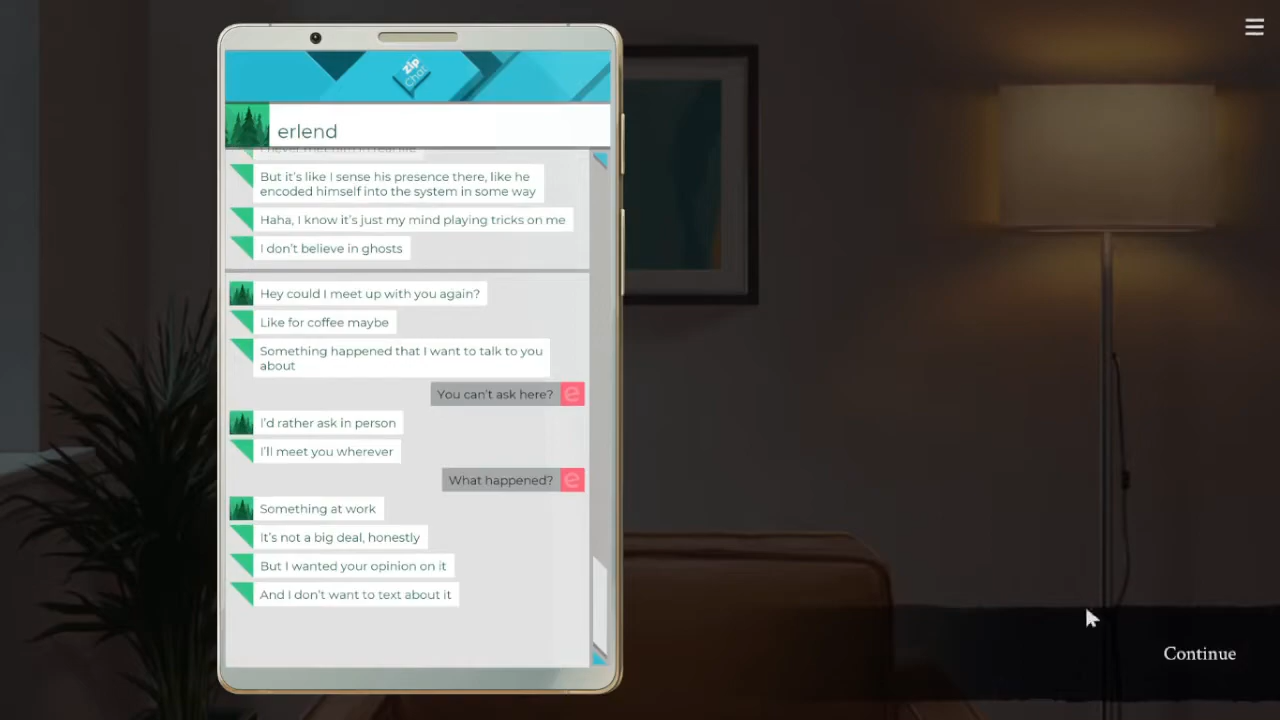 zip
Chat
erlend
But it's like I sense his presence there, like he
encoded himself into the system in some way
Haha, I know it's just my mind playing tricks on me
I don't believe in ghosts
Hey could I meet up with you again?
Like for coffee maybe
Something happened that I want to talk to you
about
You can't ask here?
e
I'd rather ask in person
I'll meet you wherever
What happened?
e
Something at work
It's not a big deal, honestly
But I wanted your opinion on it
And I don't want to text about it
Continue